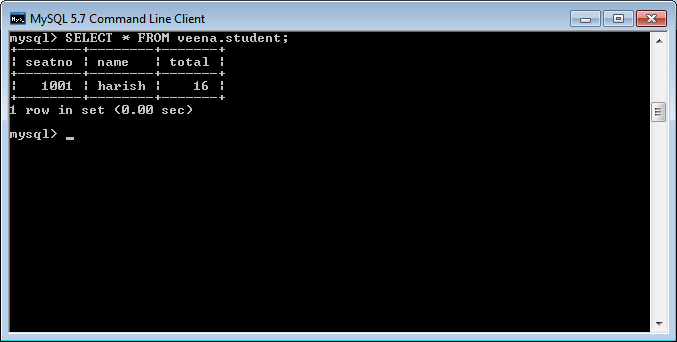 MySQL 5.7 Command Line Client
mysql> SELECT * FROM veena.student;
+--------+--------+-------+
¦ seatno ¦ name   ¦ total ¦
+--------+--------+-------+
¦   1001 ¦ harish ¦    16 ¦
+--------+--------+-------+
1 row in set (0.00 sec)
mysql> _